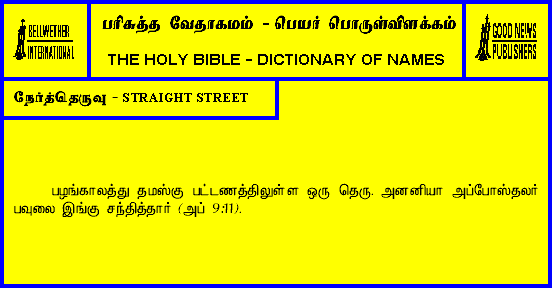 BELLWETHER
INTERNATIONAL
பரிசுத்த வேதாகமம் - பெயர் பொருள்விளக்கம்
THE HOLY BIBLE - DICTIONARY OF NAMES
GOOD NEWS
PUBLISHERS
நேர்த்தெருவு - STRAIGHT STREET
பழங்காலத்து தமஸ்கு பட்டணத்திலுள்ள ஒரு தெரு. அனனியா அப்போஸ்தலர்
பவுலை இங்கு சந்தித்தார் (அப் 9:11).